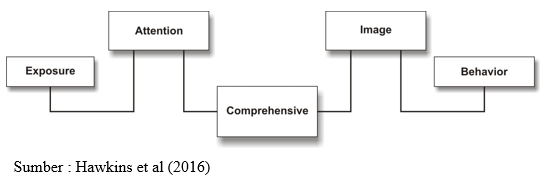 Exposure
Attention
Comprehensive
Image
Behavior
Sumber : Hawkins et al (2016)